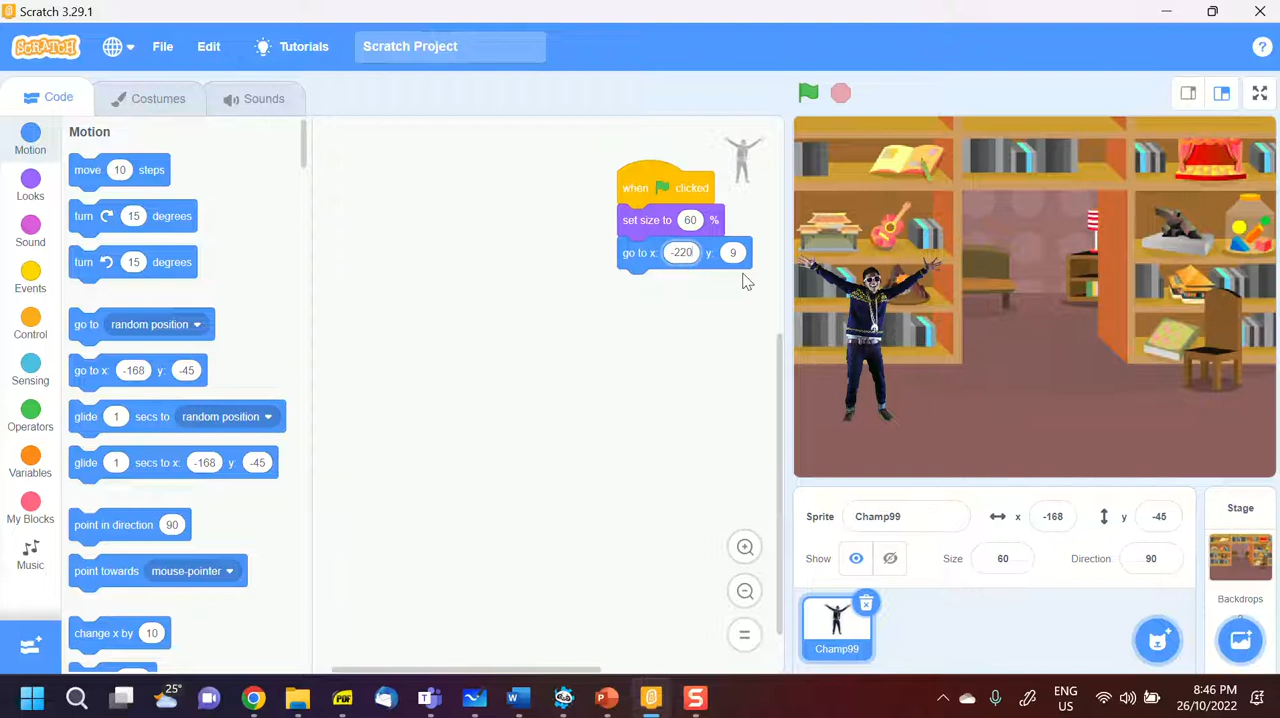 Scratch 3.29.1
SCRATCH File Edit Tutorials Scratch Project ?
Code Costumes Sounds
Motion
Looks
Sound
Events
Control
Sensing
Operators
Variables
My Blocks
Music
Motion
move 10 steps
turn 15 degrees
turn 15 degrees
go to random position
go to x: -168 y: -45
glide 1 secs to random position
glide 1 secs to x: -168 y: -45
point in direction 90
point towards mouse-pointer
change x by 10
when clicked
set size to 60 %
go to x: -220 y: 9
Sprite Champ99 x -168 y -45
Show Size 60 Direction 90
Champ99
Stage
Backdrops
25°
PDF
ENG
US
8:46 PM
26/10/2022